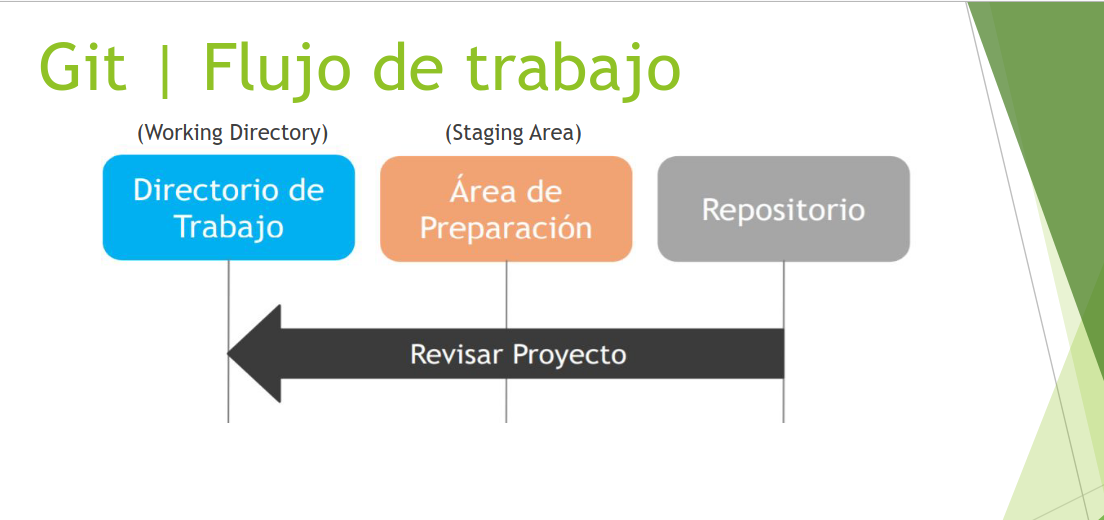 Git | Flujo de trabajo
(Working Directory)
(Staging Area)
Directorio de
Trabajo
Área de
Preparación
Repositorio
Revisar Proyecto